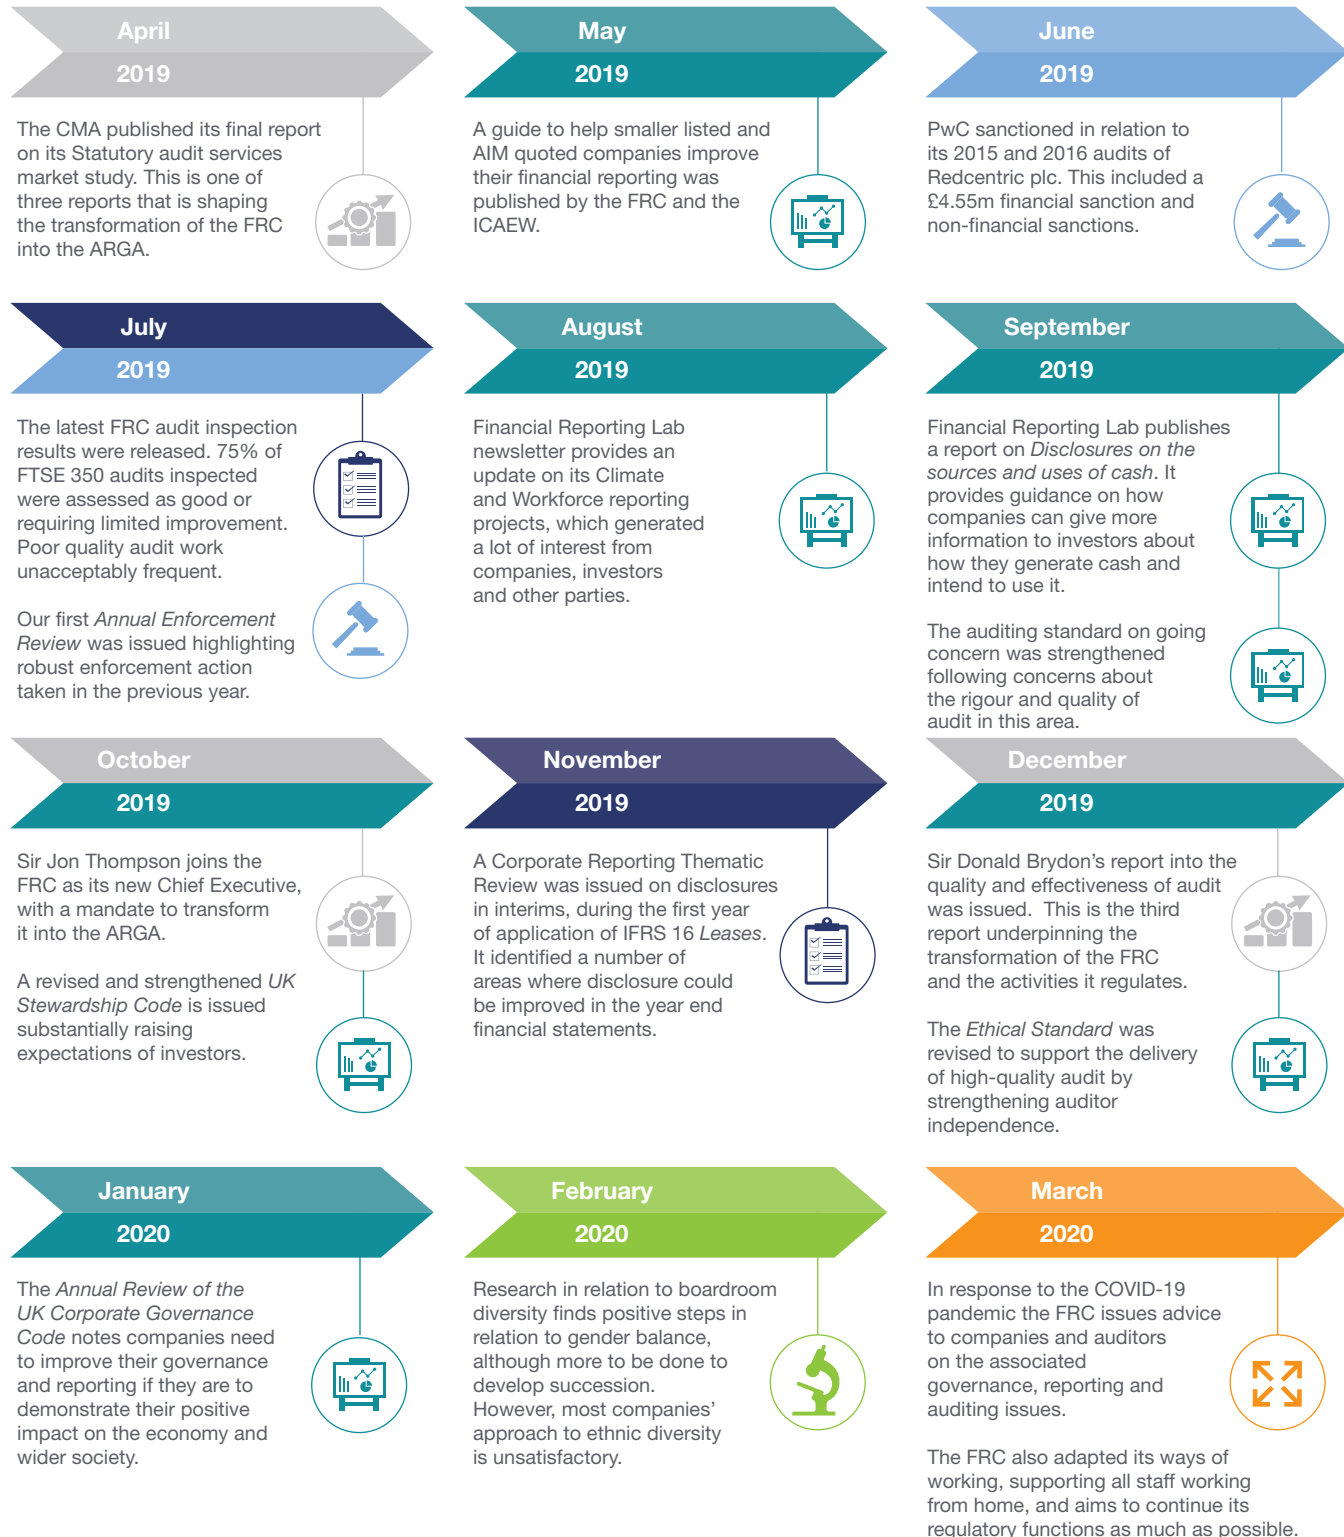 April
2019
The CMA published its final report
on its Statutory audit services
market study. This is one of
three reports that is shaping
the transformation of the FRC
into the ARGA.
May
2019
A guide to help smaller listed and
AIM quoted companies improve
their financial reporting was
published by the FRC and the
ICAEW.
June
2019
PwC sanctioned in relation to
its 2015 and 2016 audits of
Redcentric plc. This included a
£4.55m financial sanction and
non-financial sanctions.
July
2019
The latest FRC audit inspection
results were released. 75% of
FTSE 350 audits inspected
were assessed as good or
requiring limited improvement.
Poor quality audit work
unacceptably frequent.
Our first Annual Enforcement
Review was issued highlighting
robust enforcement action
taken in the previous year.
August
2019
Financial Reporting Lab
newsletter provides an
update on its Climate
and Workforce reporting
projects, which generated
a lot of interest from
companies, investors
and other parties.
September
2019
Financial Reporting Lab publishes
a report on Disclosures on the
sources and uses of cash. It
provides guidance on how
companies can give more
information to investors about
how they generate cash and
intend to use it.
The auditing standard on going
concern was strengthened
following concerns about
the rigour and quality of
audit in this area.
October
2019
Sir Jon Thompson joins the
FRC as its new Chief Executive,
with a mandate to transform
it into the ARGA.
A revised and strengthened UK
Stewardship Code is issued
substantially raising
expectations of investors.
November
2019
A Corporate Reporting Thematic
Review was issued on disclosures
in interims, during the first year
of application of IFRS 16 Leases.
It identified a number of
areas where disclosure could
be improved in the year end
financial statements.
December
2019
Sir Donald Brydon’s report into the
quality and effectiveness of audit
was issued.  This is the third
report underpinning the
transformation of the FRC
and the activities it regulates.
The Ethical Standard was
revised to support the delivery
of high-quality audit by
strengthening auditor
independence.
January
2020
The Annual Review of the
UK Corporate Governance
Code notes companies need
to improve their governance
and reporting if they are to
demonstrate their positive
impact on the economy and
wider society.
February
2020
Research in relation to boardroom
diversity finds positive steps in
relation to gender balance,
although more to be done to
develop succession.
However, most companies’
approach to ethnic diversity
is unsatisfactory.
March
2020
In response to the COVID-19
pandemic the FRC issues advice
to companies and auditors
on the associated
governance, reporting and
auditing issues.
The FRC also adapted its ways of
working, supporting all staff working
from home, and aims to continue its
regulatory functions as much as possible.